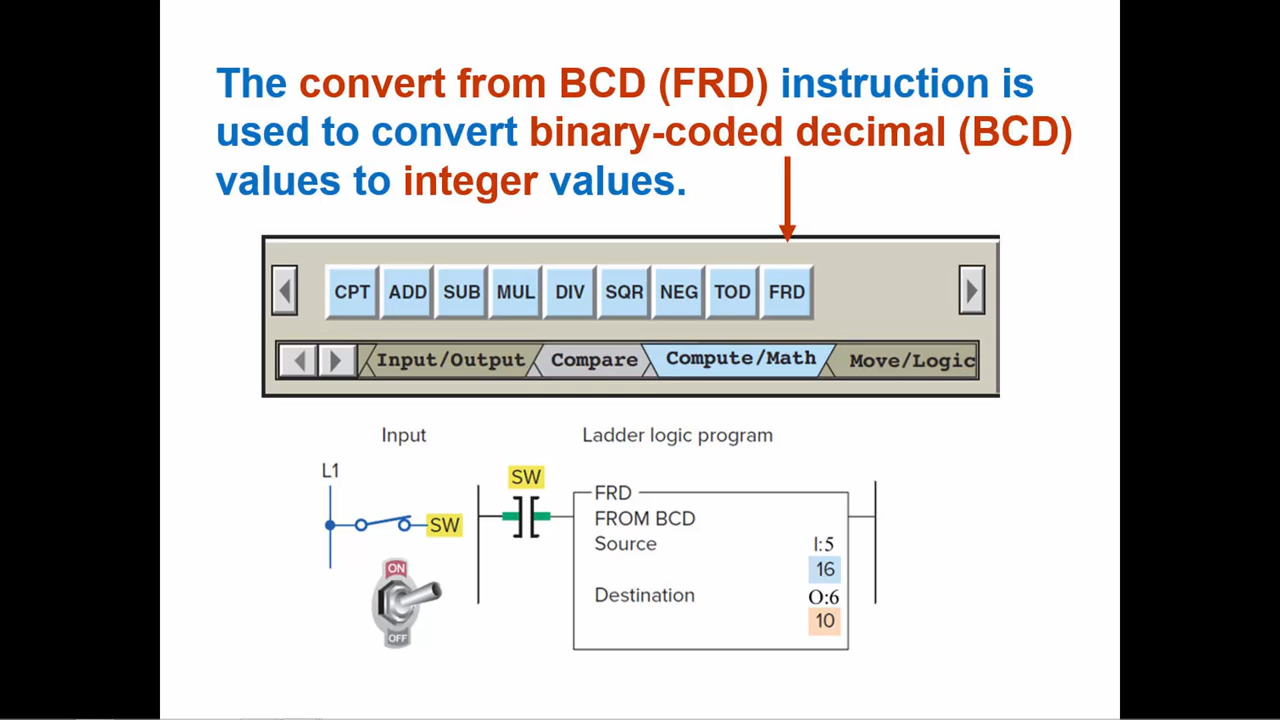 The convert from BCD (FRD) instruction is
used to convert binary-coded decimal (BCD)
values to integer values.
CPT ADD SUB MUL DIV SQR NEG TOD FRD
Input/Output Compare Compute/Math Move/Logic
Input
Ladder logic program
L1
SW
ON
OFF
SW
FRD
FROM BCD
Source I:5
16
Destination O:6
10